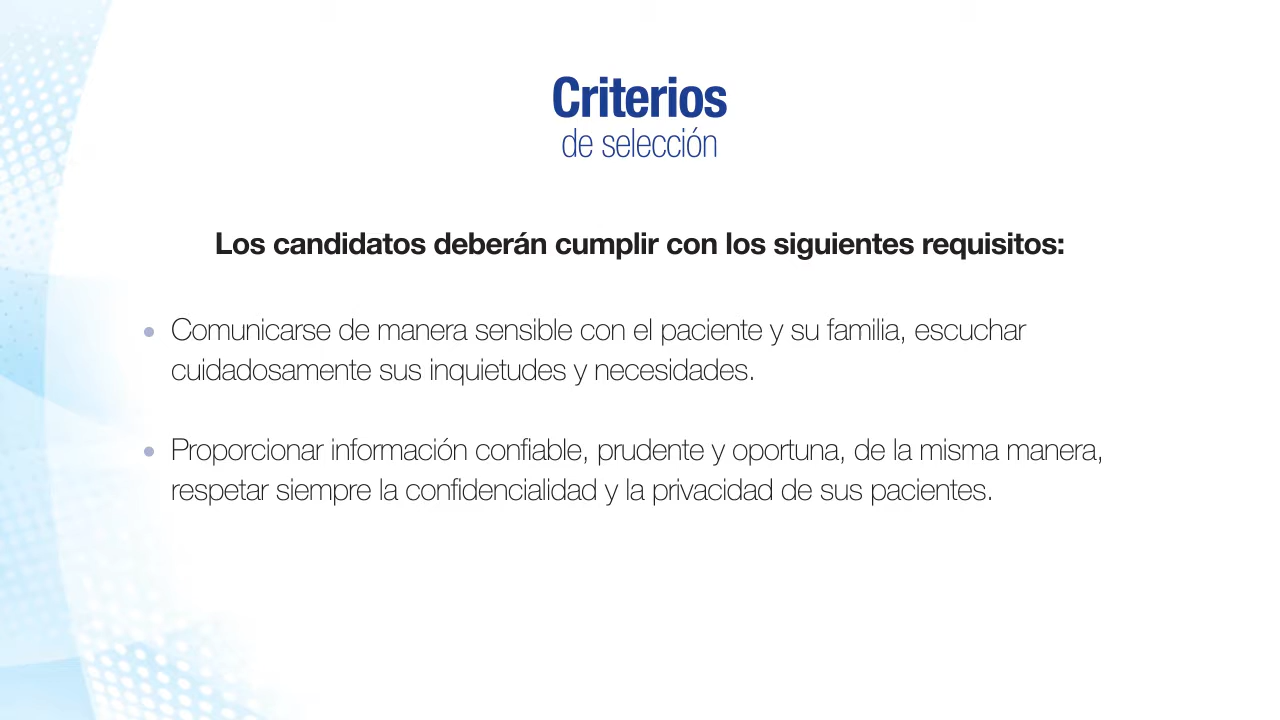 Criterios
de selección
Los candidatos deberán cumplir con los siguientes requisitos:
• Comunicarse de manera sensible con el paciente y su familia, escuchar
cuidadosamente sus inquietudes y necesidades.
• Proporcionar información confiable, prudente y oportuna, de la misma manera,
respetar siempre la confidencialidad y la privacidad de sus pacientes.